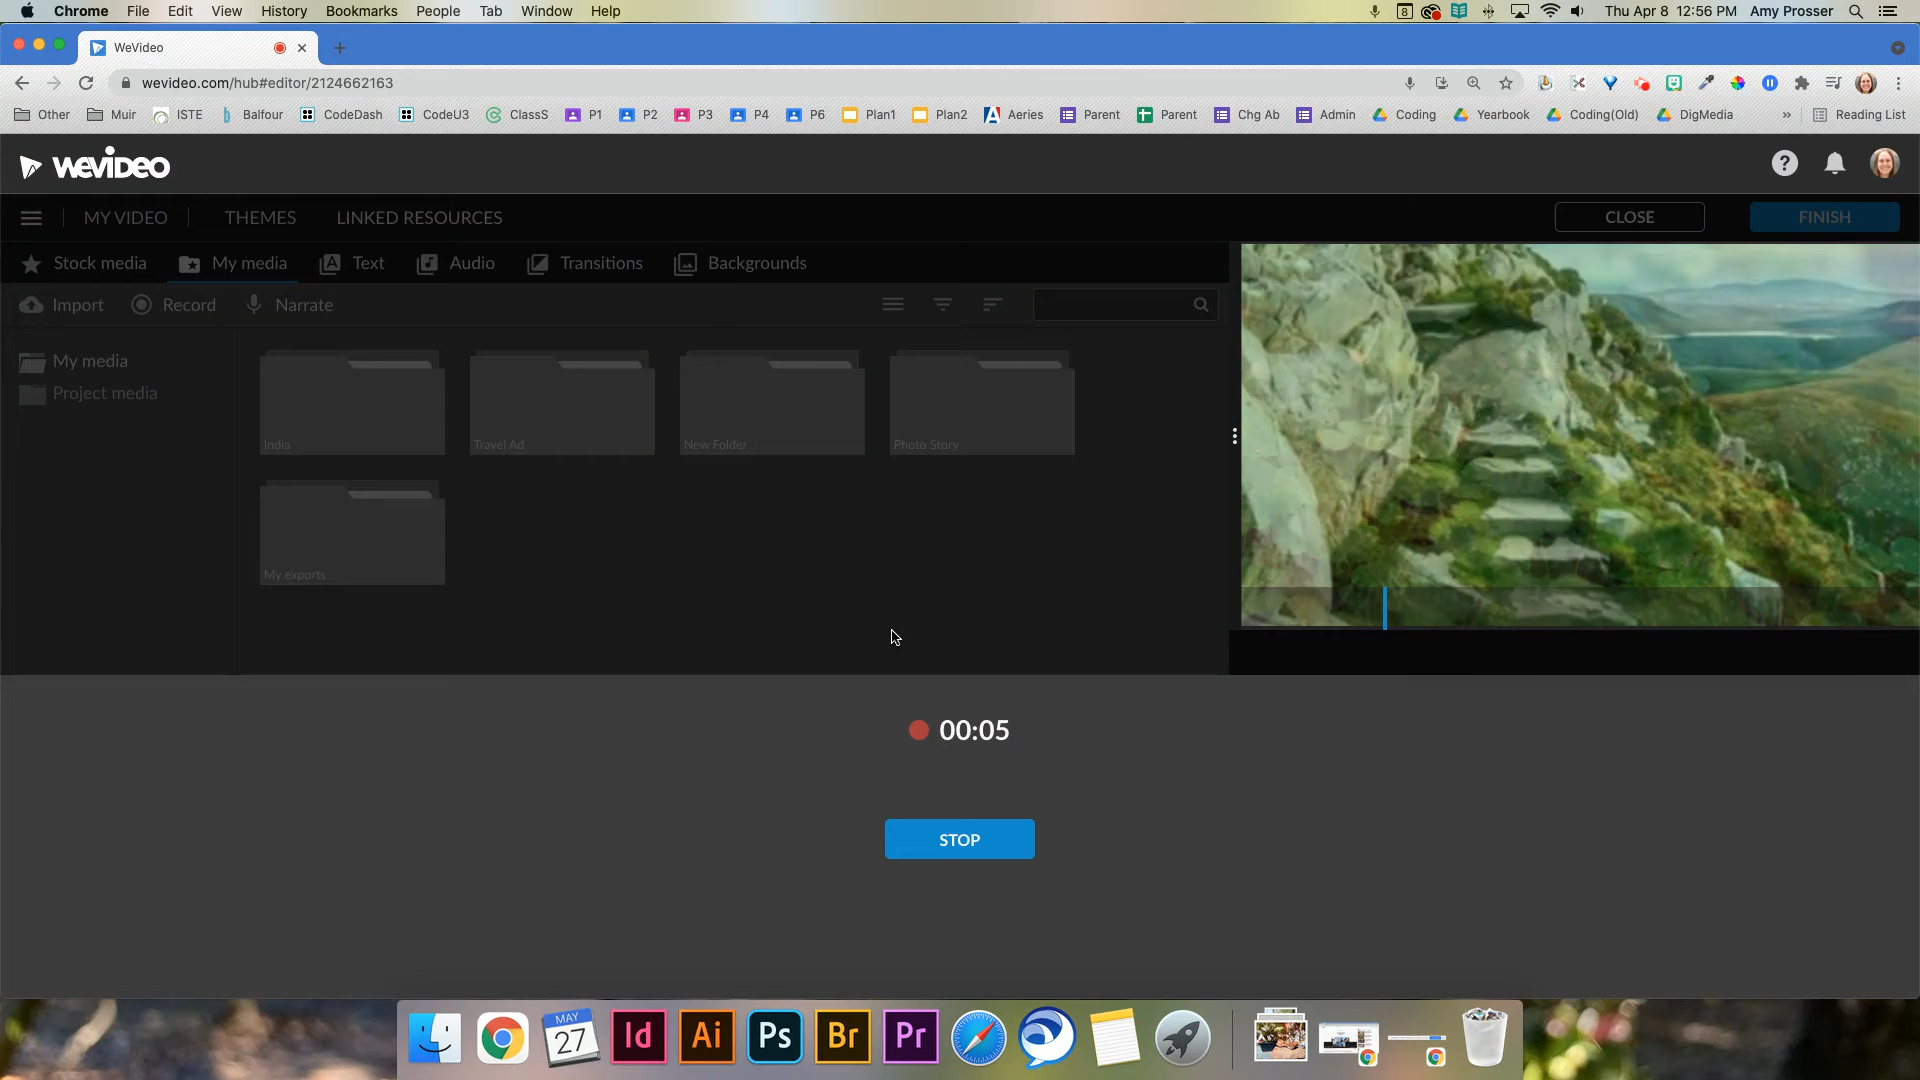 Chrome File Edit View History Bookmarks People Tab Window Help 8 Thu Apr 8 12:56 PM Amy Prosser
WeVideo
wevideo.com/hub#editor/2124662163
Other Muir ISTE Balfour CodeDash CodeU3 ClassS P1 P2 P3 P4 P6 Plan1 Plan2 Aeries Parent Parent Chg Ab Admin Coding Yearbook Coding(Old) DigMedia » Reading List
WEVIDEO
MY VIDEO THEMES LINKED RESOURCES CLOSE FINISH
Stock media My media Text Audio Transitions Backgrounds
Import Record Narrate
My media
Project media
India Travel Ad New Folder Photo Story
My exports
00:05
STOP
MAY
27 Id Ai Ps Br Pr